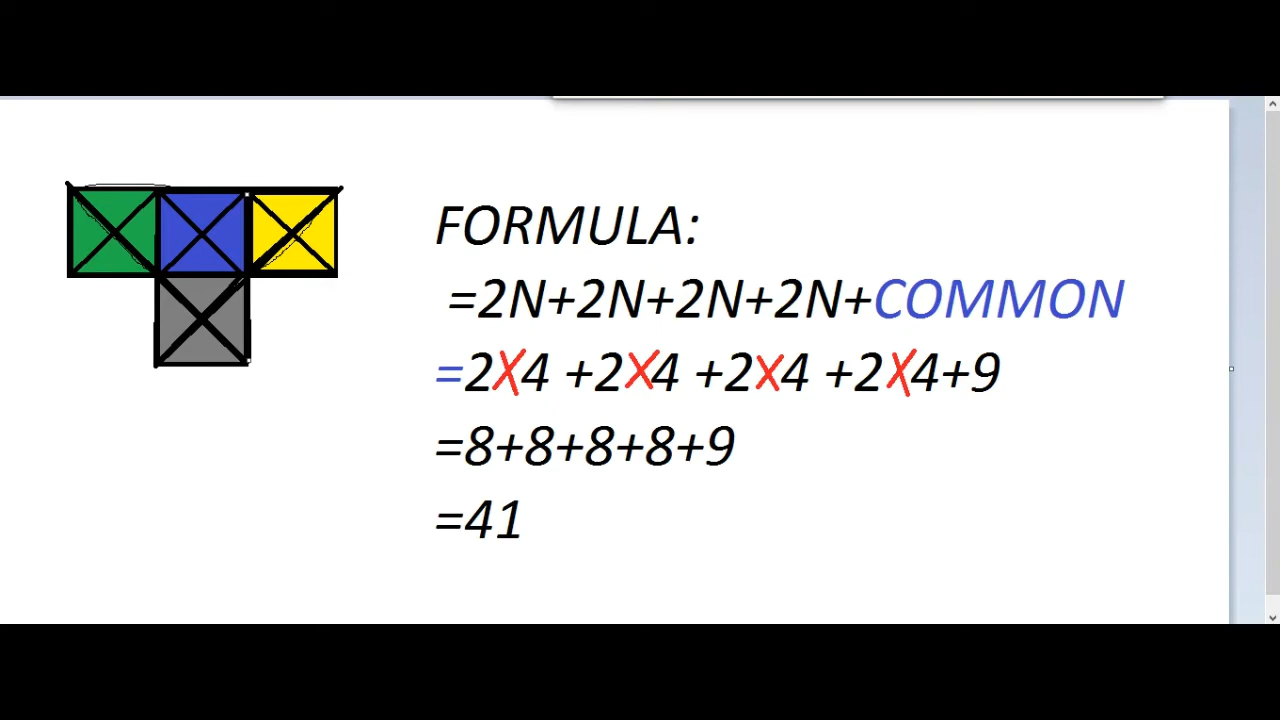 FORMULA:
=2N+2N+2N+2N+COMMON
=2X4 +2X4 +2X4 +2X4+9
=8+8+8+8+9
=41